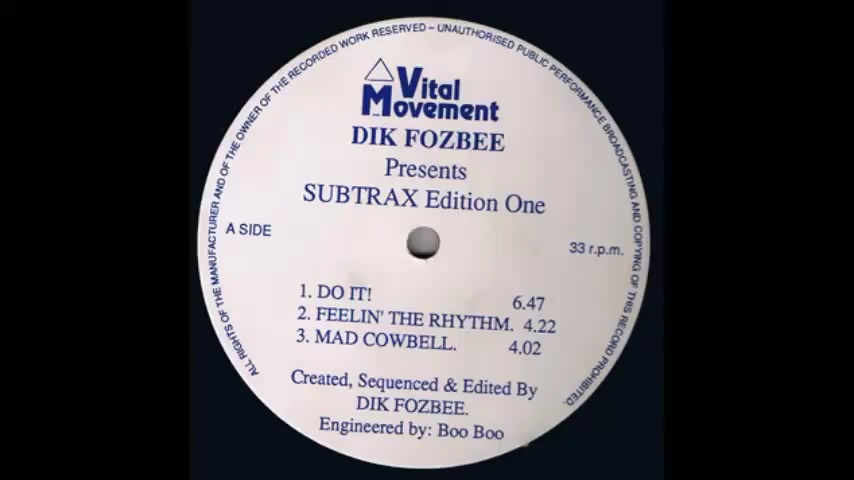 ALL RIGHTS OF THE MANUFACTURER AND OF THE OWNER OF THE RECORDED WORK RESERVED – UNAUTHORISED PUBLIC PERFORMANCE BROADCASTING AND COPYING OF THIS RECORD PROHIBITED.
Vital
Movement
DIK FOZBEE
Presents
SUBTRAX Edition One
A SIDE
33 r.p.m.
1. DO IT! 6.47
2. FEELIN' THE RHYTHM. 4.22
3. MAD COWBELL. 4.02
Created, Sequenced & Edited By
DIK FOZBEE.
Engineered by: Boo Boo